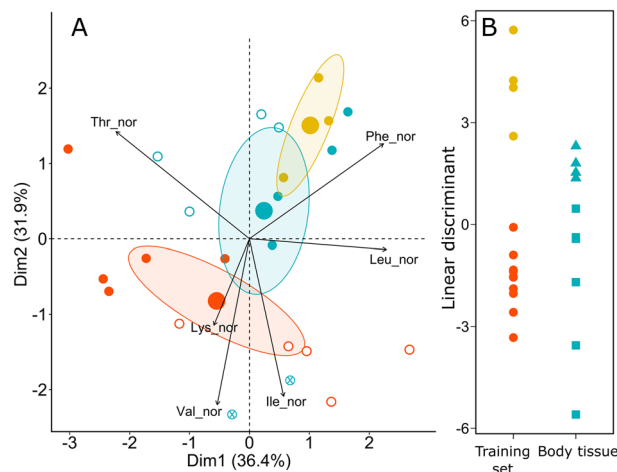 A
B
6
3
0
-3
-6
2
1
0
-1
-2
Thr_nor
Phe_nor
Leu_nor
Lys_nor
Val_nor
Ile_nor
-3
-2
-1
0
1
2
Dim1 (36.4%)
Dim2 (31.9%)
Linear discriminant
Training
set
Body tissue